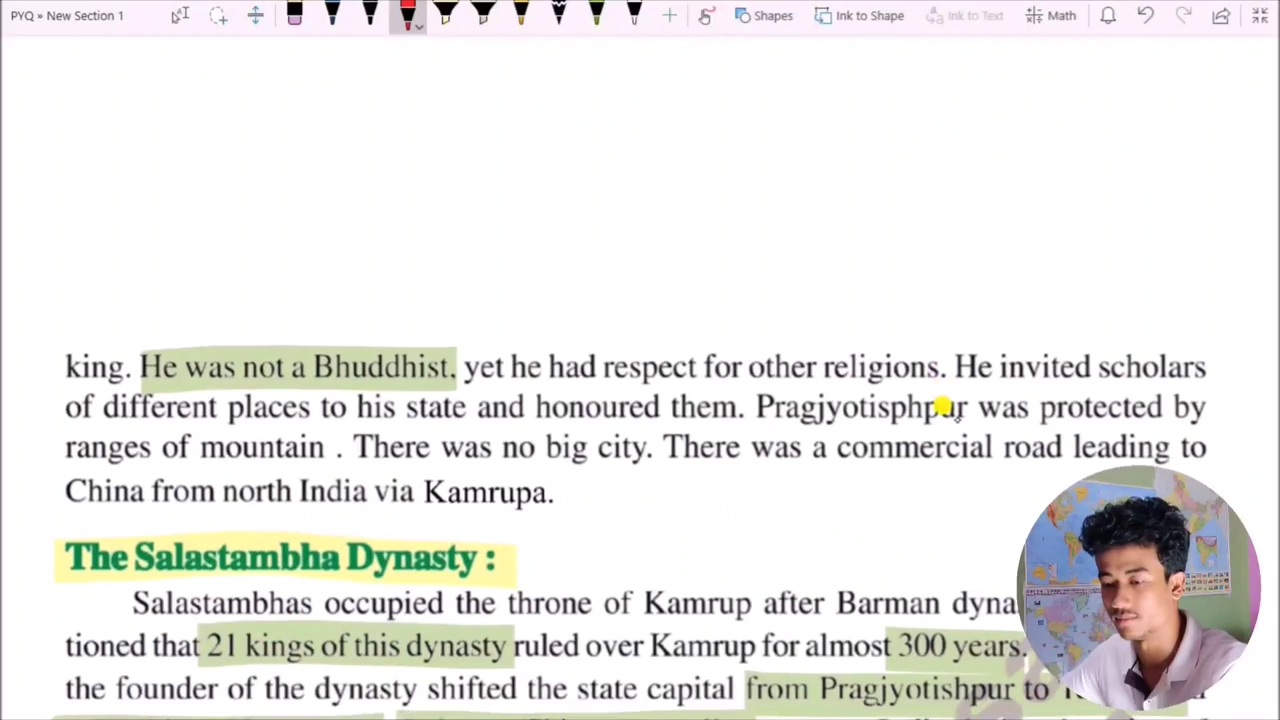 PYQ » New Section 1
Shapes
Ink to Shape
Ink to Text
Math
king. He was not a Bhuddhist, yet he had respect for other religions. He invited scholars
of different places to his state and honoured them. Pragjyotisphpur was protected by
ranges of mountain . There was no big city. There was a commercial road leading to
China from north India via Kamrupa.
The Salastambha Dynasty :
Salastambhas ocupied the throne of Kamrup after Barman
tioned that 21 kings of this dynasty ruled over Kamrup for almost 300 years.
the founder of the dynasty shifted the state capital from Pragjyotishpur to